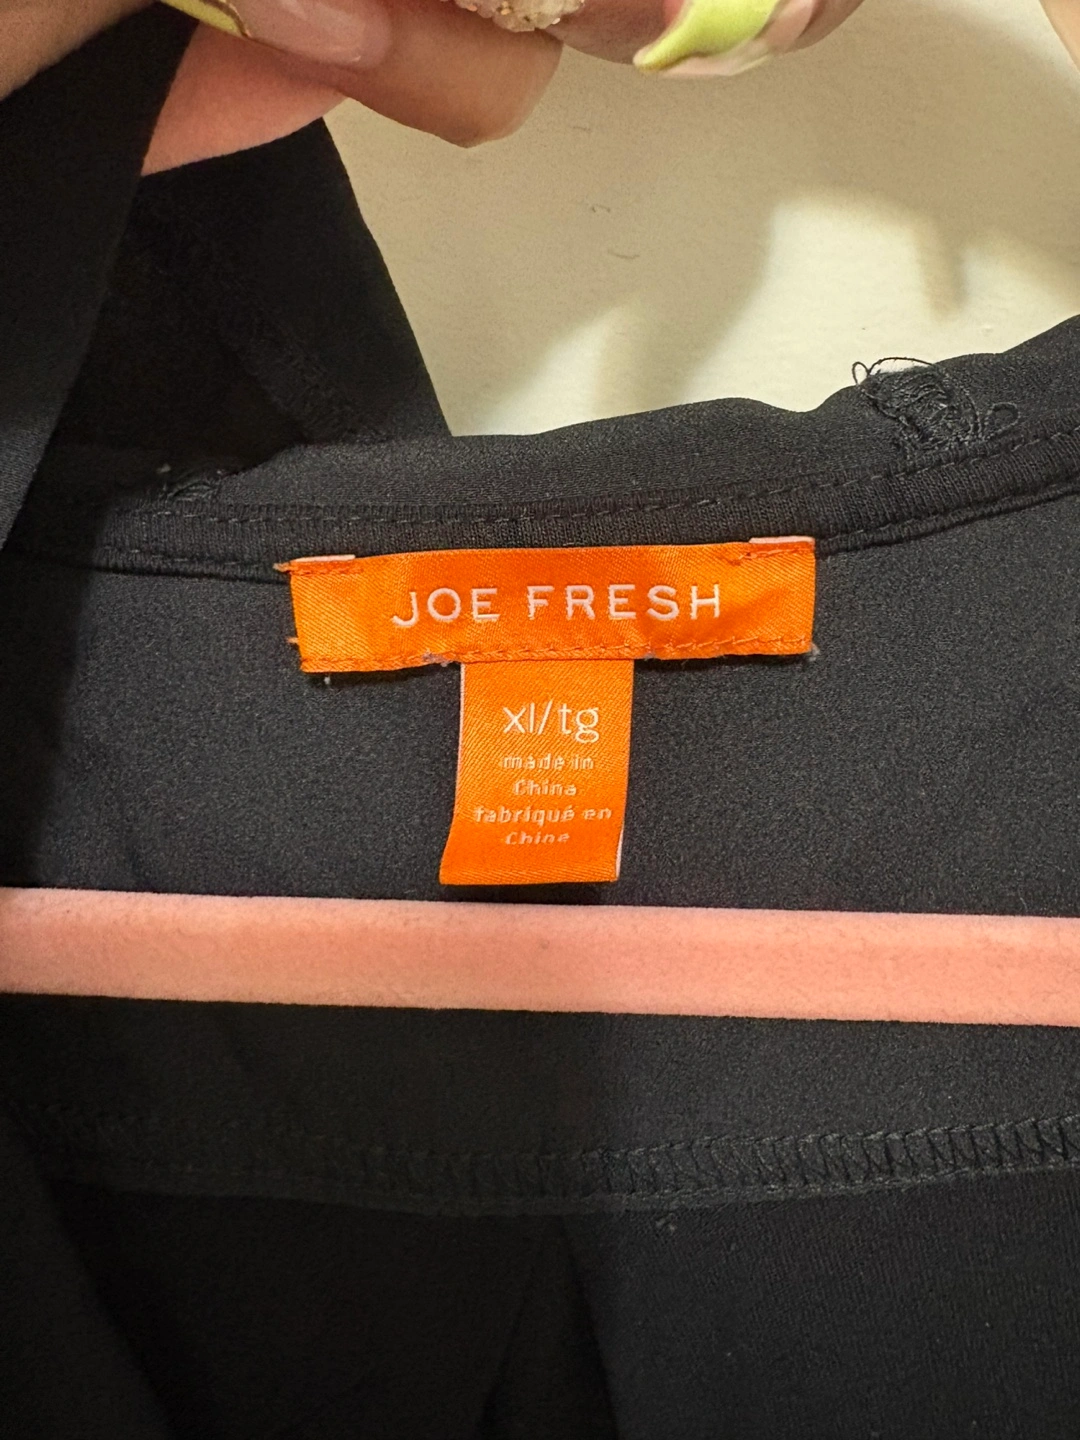 JOE FRESH
xl/tg
made in
China
fabriqué en
Chine